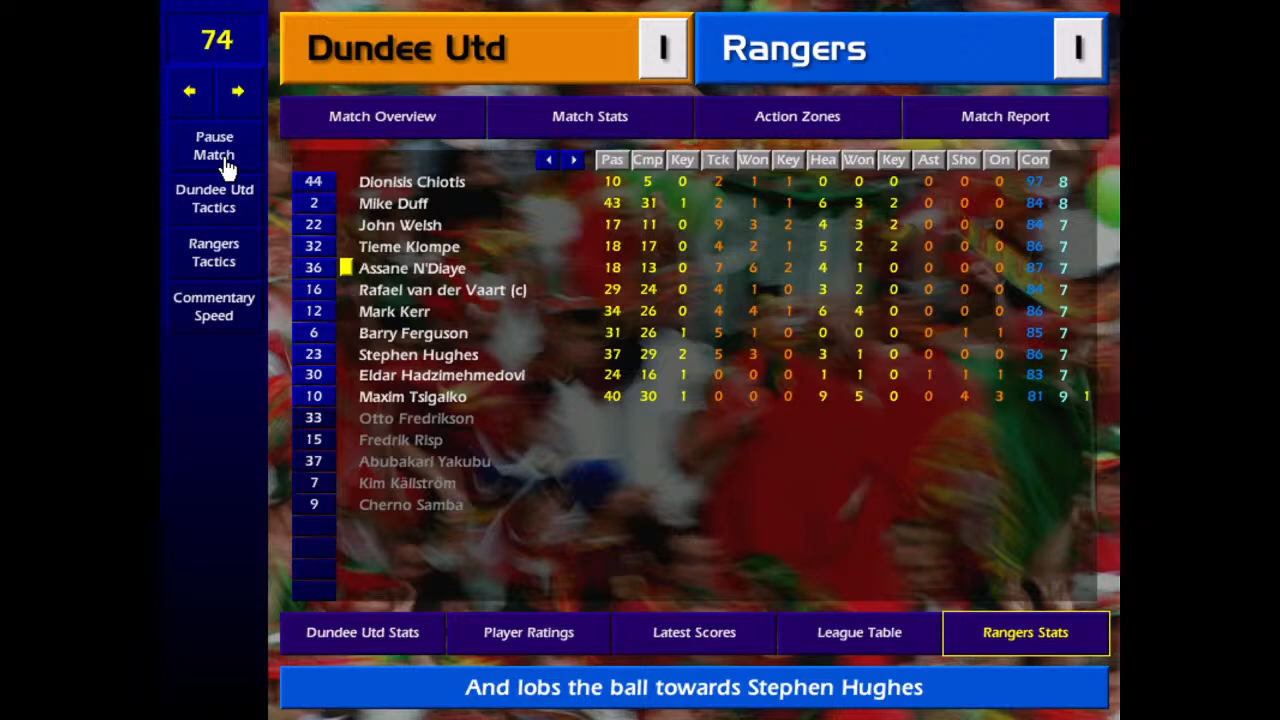 74
Dundee Utd 1 Rangers 1
Pause Match
Dundee Utd Tactics
Rangers Tactics
Commentary Speed
Match Overview Match Stats Action Zones Match Report
Pas Cmp Key Tck Won Key Hea Won Key Ast Sho On Con
44 Dionisis Chiotis 10 5 0 2 1 1 0 0 0 0 0 0 97 8
2 Mike Duff 43 31 1 2 1 1 6 3 2 0 0 0 84 8
22 John Welsh 17 11 0 9 3 2 4 3 2 0 0 0 84 7
32 Tieme Klompe 18 17 0 4 2 1 5 2 2 0 0 0 86 7
36 Assane N'Diaye 18 13 0 7 6 2 4 1 0 0 0 0 87 7
16 Rafael van der Vaart (c) 29 24 0 4 1 0 3 2 0 0 0 0 84 7
12 Mark Kerr 34 26 0 4 4 1 6 4 0 0 0 0 86 7
6 Barry Ferguson 31 26 1 5 1 0 0 0 0 0 1 1 85 7
23 Stephen Hughes 37 29 2 5 3 0 3 1 0 0 0 0 86 7
30 Eldar Hadzimehmedovi 24 16 1 0 0 0 1 1 0 1 1 1 83 7
10 Maxim Tsigalko 40 30 1 0 0 0 9 5 0 0 4 3 81 9 1
33 Otto Fredrikson
15 Fredrik Risp
37 Abubakari Yakubu
7 Kim Källström
9 Cherno Samba
Dundee Utd Stats Player Ratings Latest Scores League Table Rangers Stats
And lobs the ball towards Stephen Hughes